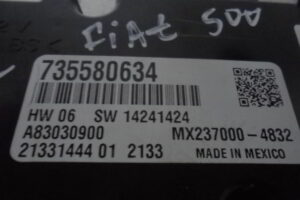 Fiat 500
735580634
HW 06 SW 14241424
A83030900 MX237000-4832
21331444 01 2133 MADE IN MEXICO